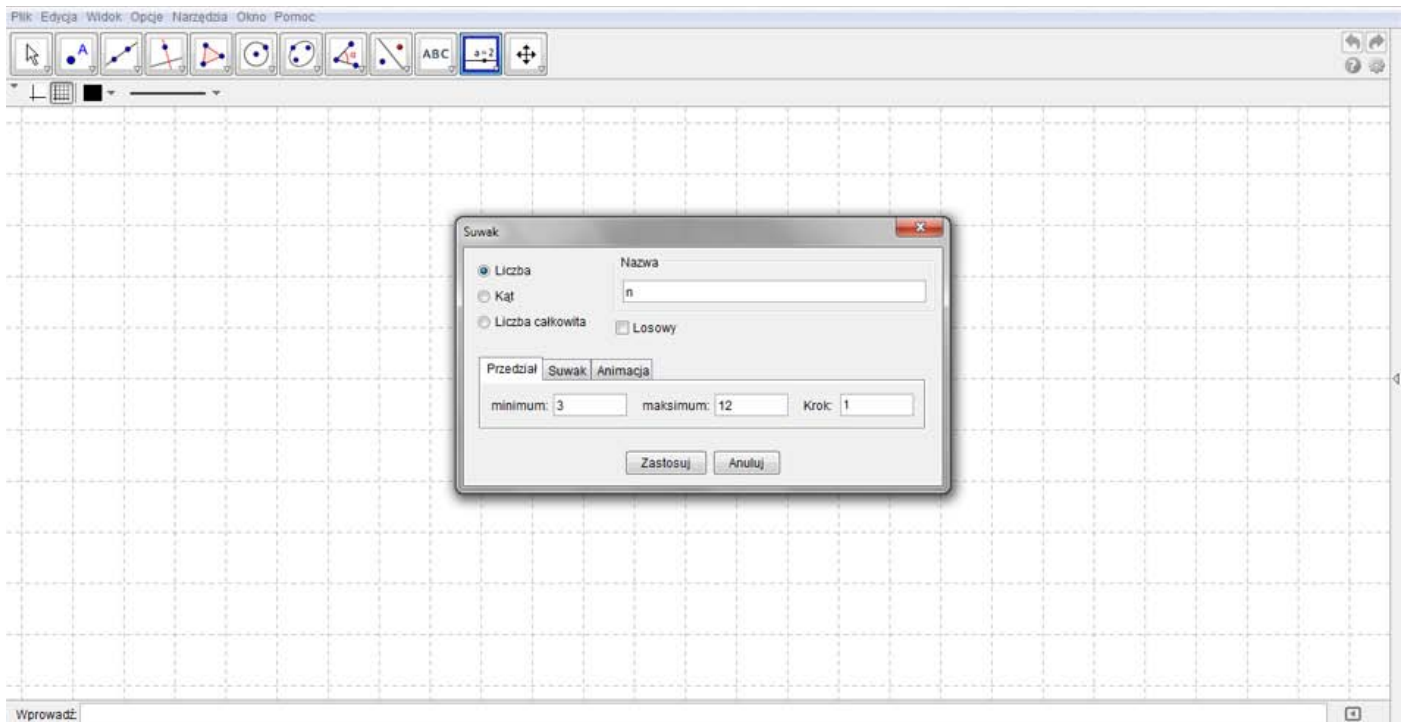 Plik Edycja Widok Opcje Narzędzia Okno Pomoc
A α ABC a=2
Suwak
Liczba
Nazwa
Kąt
n
Liczba całkowita
Losowy
Przedział Suwak Animacja
minimum: 3 maksimum: 12 Krok: 1
Zastosuj Anuluj
Wprowadź: